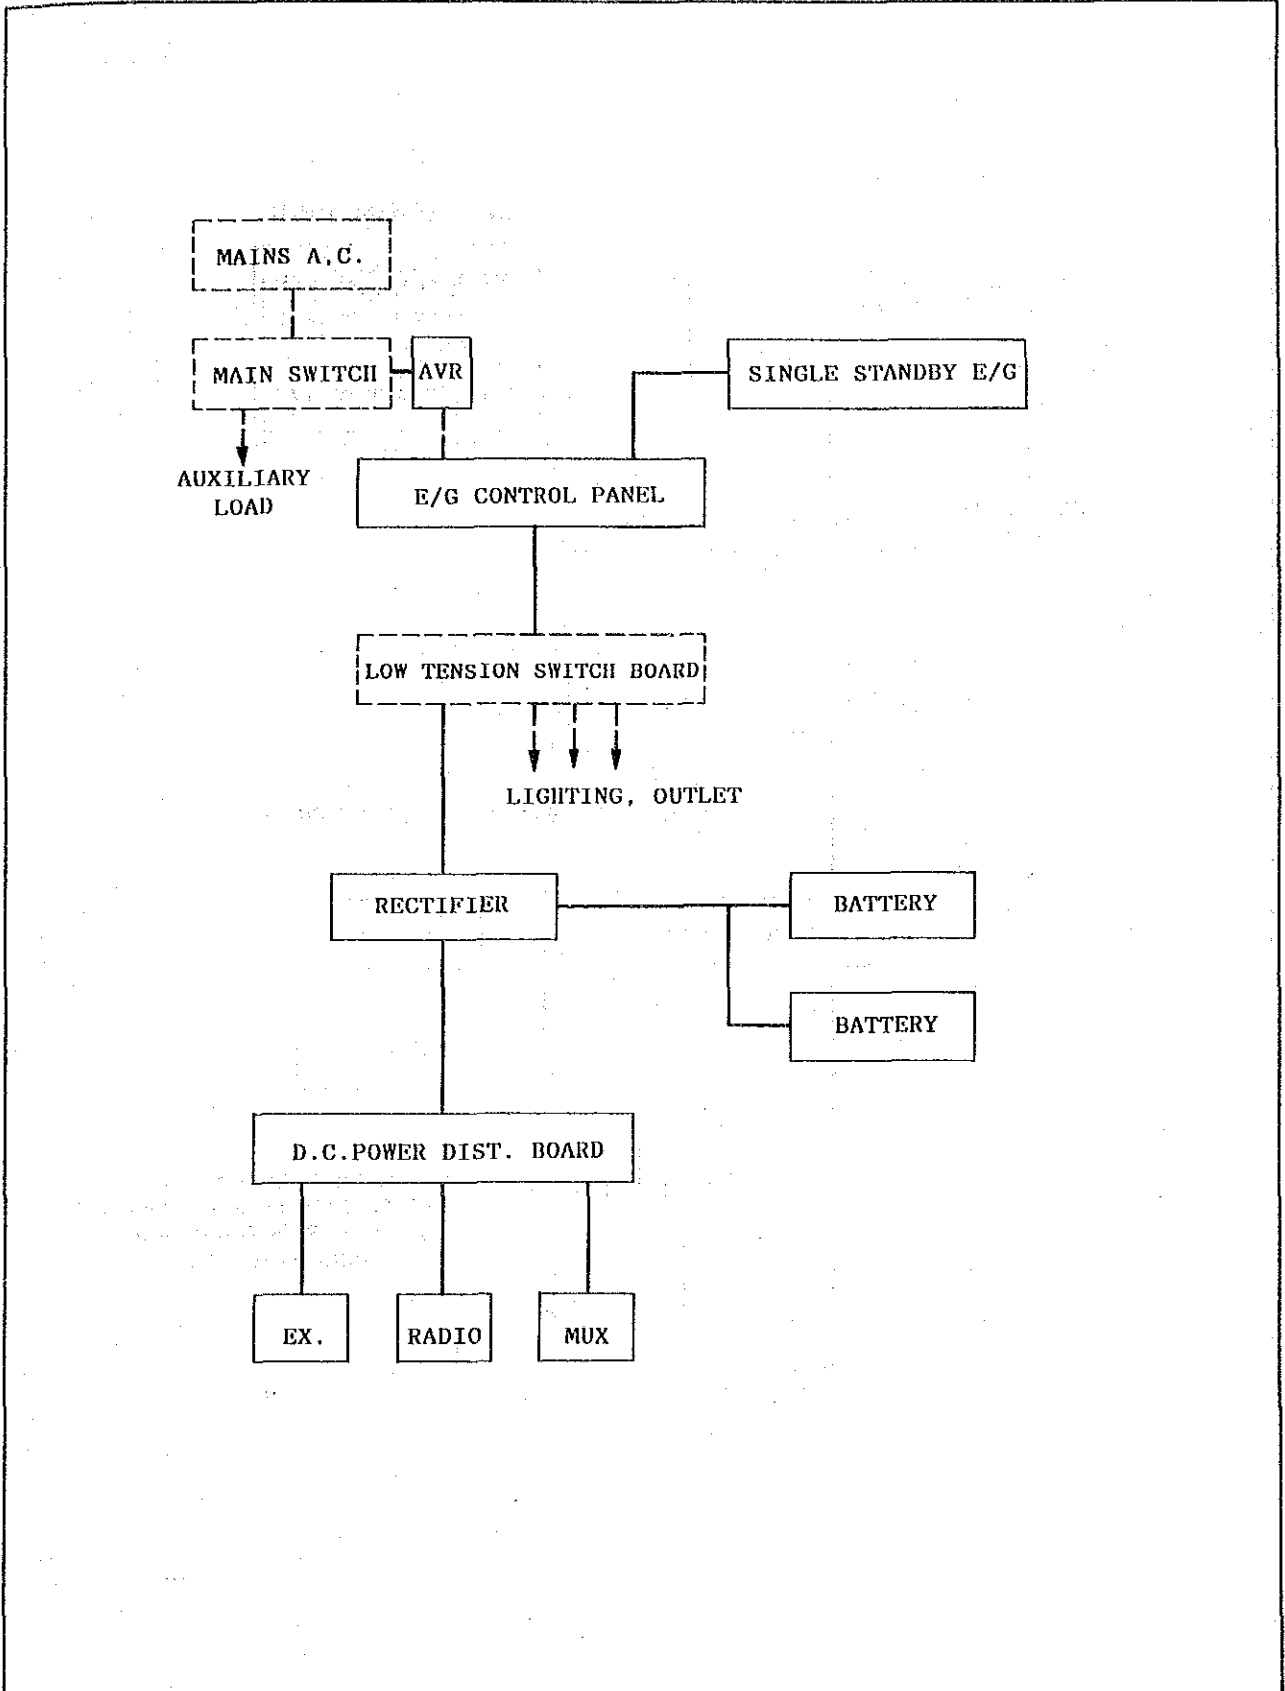 MAINS A.C.
MAIN SWITCH
AVR
SINGLE STANDBY E/G
AUXILIARY
LOAD
E/G CONTROL PANEL
LOW TENSION SWITCH BOARD
LIGHTING, OUTLET
RECTIFIER
BATTERY
BATTERY
D.C.POWER DIST. BOARD
EX.
RADIO
MUX